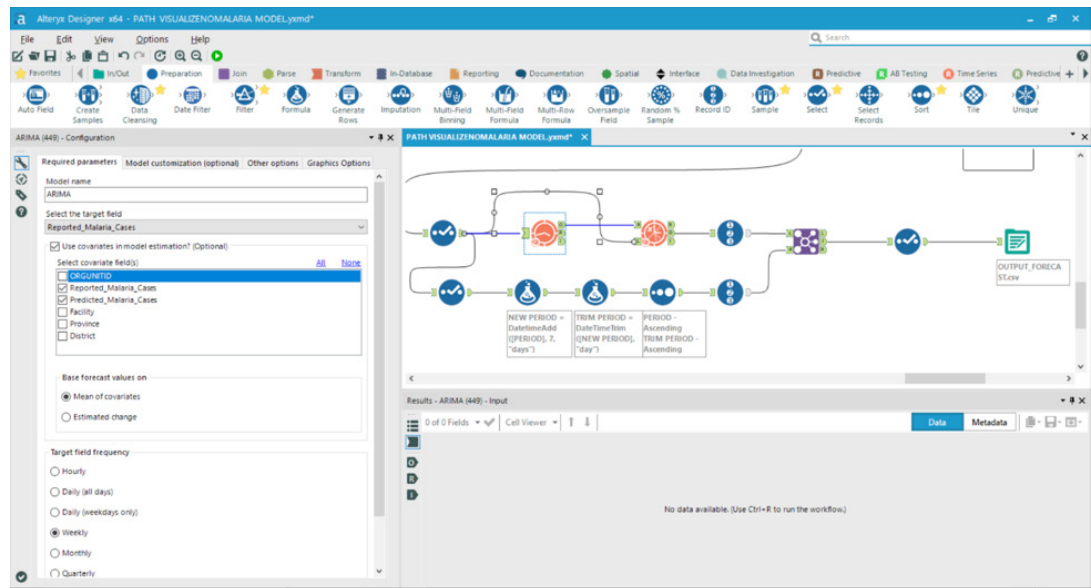 a Alteryx Designer x64 - PATH VISUALIZENOMALARIA MODEL.yxmd*
File Edit View Options Help
Search
Favorites In/Out Preparation Join Parse Transform In-Database Reporting Documentation Spatial Interface Data Investigation Predictive AB Testing Time Series Predictive
Auto Field Create Samples Data Cleansing Date Filter Filter Formula Generate Rows Imputation Multi-Field Binning Multi-Field Formula Multi-Row Formula Oversample Field Random % Sample Record ID Sample Select Select Records Sort Tile Unique
ARIMA (449) - Configuration
Required parameters Model customization (optional) Other options Graphics Options
Model name
ARIMA
Select the target field
Reported_Malaria_Cases
Use covariates in model estimation? (Optional)
Select covariate field(s) All None
ORGUNITID
Reported_Malaria_Cases
Predicted_Malaria_Cases
Facility
Province
District
Base forecast values on
Mean of covariates
Estimated change
Target field frequency
Hourly
Daily (all days)
Daily (weekdays only)
Weekly
Monthly
Quarterly
PATH VISUALIZENOMALARIA MODEL.yxmd*
OUTPUT_FORECA
ST.csv
NEW PERIOD =
DatetimeAdd
([PERIOD], 7,
"days")
TRIM PERIOD =
DateTimeTrim
([NEW PERIOD],
"day")
PERIOD -
Ascending
TRIM PERIOD -
Ascending
Results - ARIMA (449) - Input
0 of 0 Fields Cell Viewer Data Metadata
O
R
I
No data available. (Use Ctrl+R to run the workflow.)